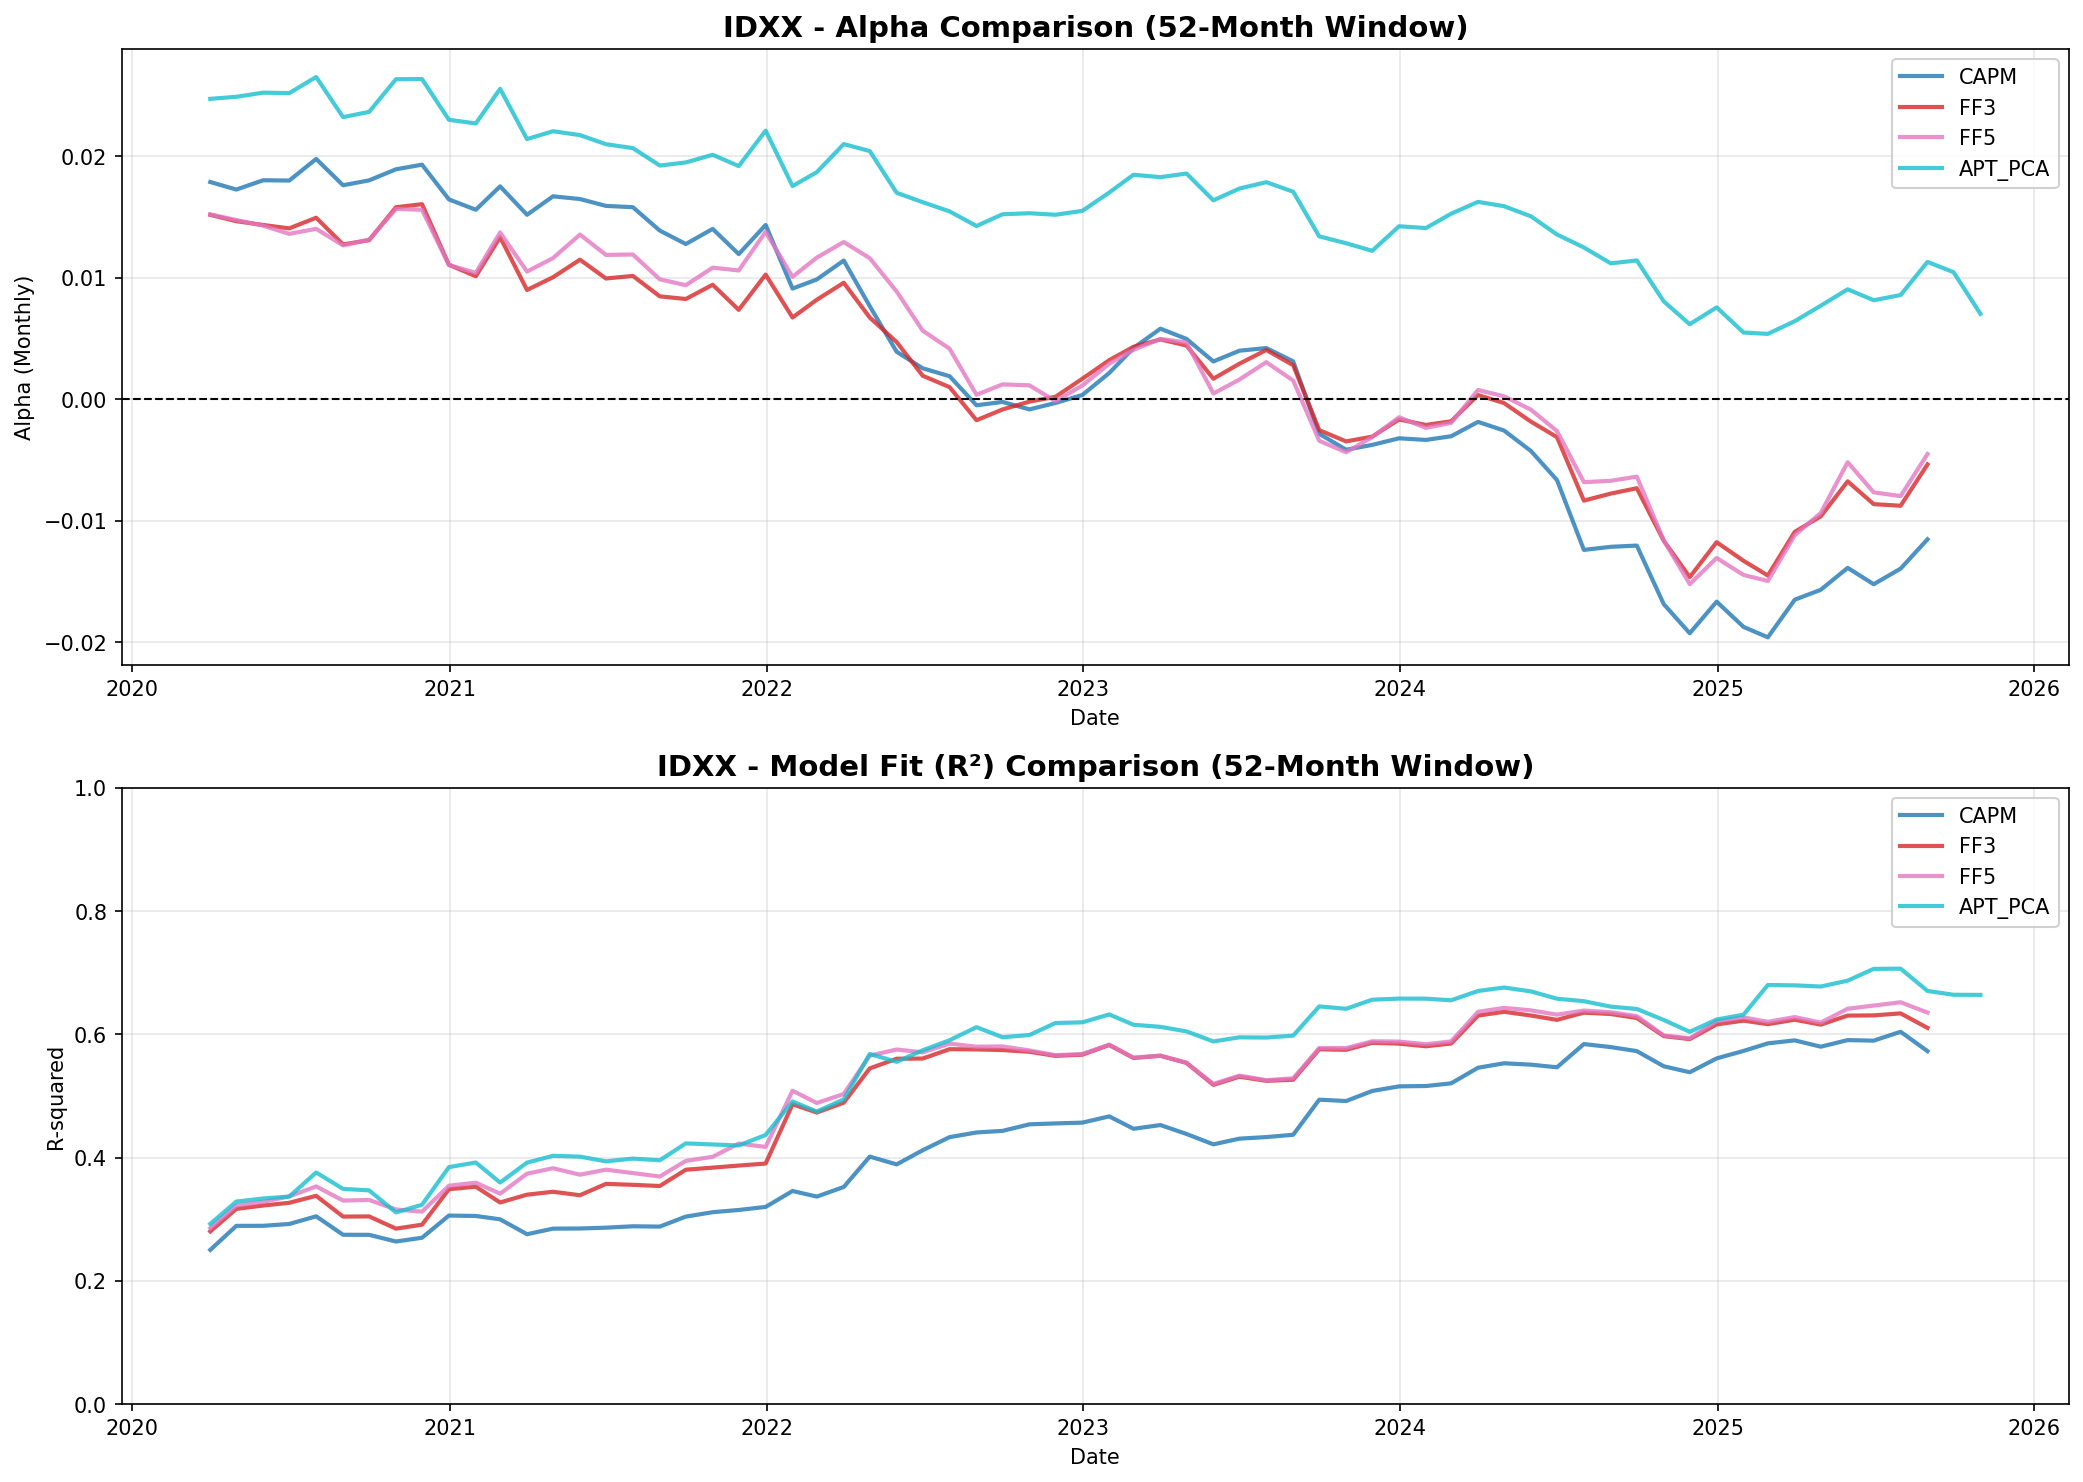 IDXX - Alpha Comparison (52-Month Window)
CAPM
FF3
FF5
APT_PCA
Alpha (Monthly)
0.02
0.01
0.00
−0.01
−0.02
2020 2021 2022 2023 2024 2025 2026
Date
IDXX - Model Fit (R²) Comparison (52-Month Window)
CAPM
FF3
FF5
APT_PCA
R-squared
1.0
0.8
0.6
0.4
0.2
0.0
2020 2021 2022 2023 2024 2025 2026
Date